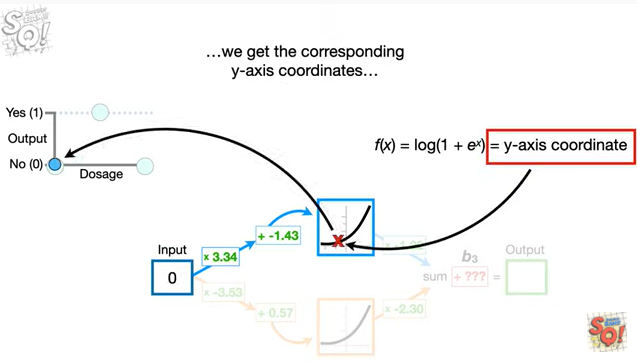 ...we get the corresponding
y-axis coordinates...
Yes (1)
Output
No (0)
Dosage
f(x) = log(1 + eˣ) = y-axis coordinate
+ -1.43
x 3.34
Input
0
x -3.53
+ 0.57
x -2.30
b₃
sum + ??? =
Output